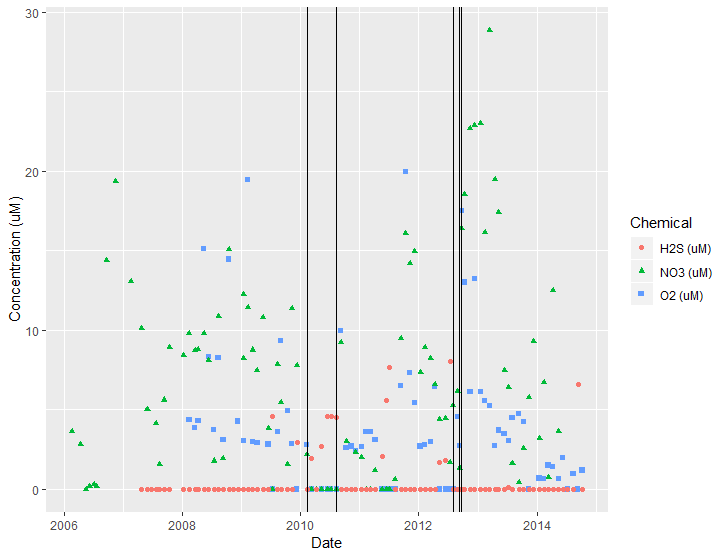 30
20
10
0
Concentration (uM)
2006 2008 2010 2012 2014
Date
Chemical
H2S (uM)
NO3 (uM)
O2 (uM)